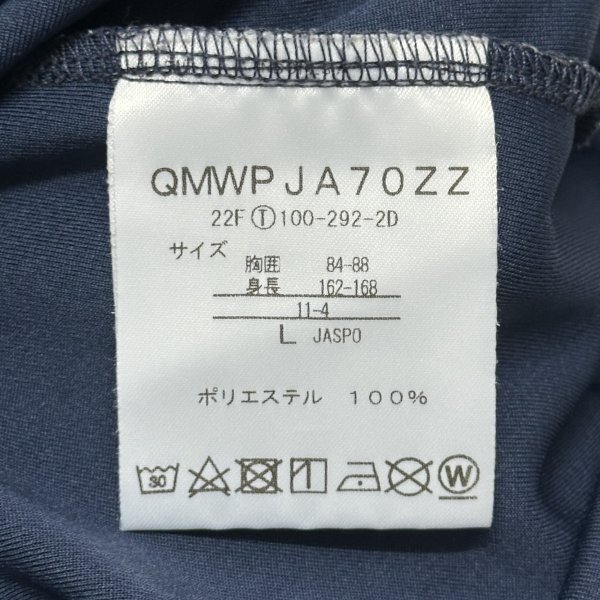 QMWPJA70ZZ
22F Ⓣ 100-292-2D
サイズ
胸囲 84-88
身長 162-168
11-4
L JASPO
ポリエステル 100%
30 W